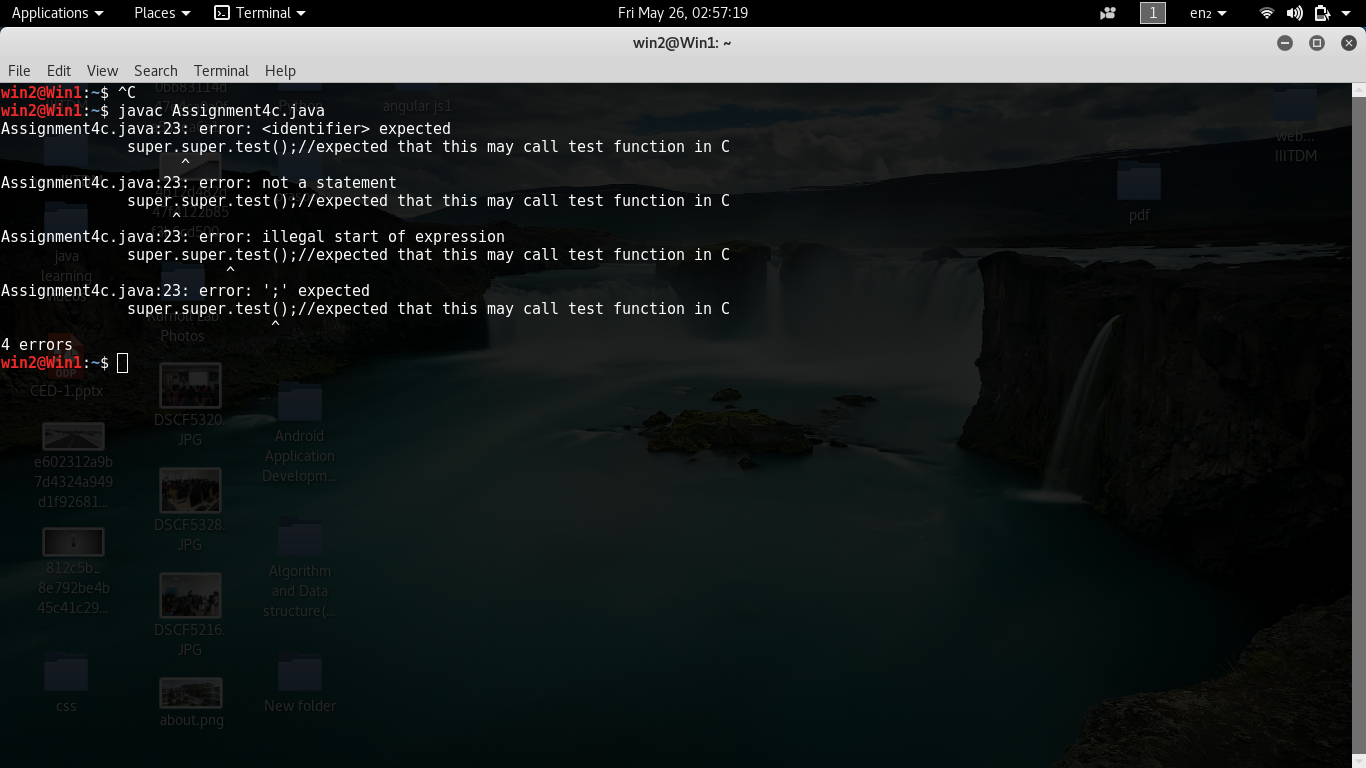 Applications Places Terminal Fri May 26, 02:57:19 1 en₂
win2@Win1: ~
File Edit View Search Terminal Help
win2@Win1:~$ ^C
win2@Win1:~$ javac Assignment4c.java
Assignment4c.java:23: error: <identifier> expected
super.super.test();//expected that this may call test function in C
^
Assignment4c.java:23: error: not a statement
super.super.test();//expected that this may call test function in C
^
Assignment4c.java:23: error: illegal start of expression
super.super.test();//expected that this may call test function in C
^
Assignment4c.java:23: error: ';' expected
super.super.test();//expected that this may call test function in C
^
4 errors
win2@Win1:~$
angular js1
web...
IIITDM
pdf
java
learning
Photos
CED-1.pptx
e602312a9b
7d4324a949
d1f92681...
812c5b_
8e792be4b
45c41c29...
css
DSCF5320.
JPG
DSCF5328.
JPG
DSCF5216.
JPG
about.png
Android
Application
Developm...
Algorithm
and Data
structure(...
New folder